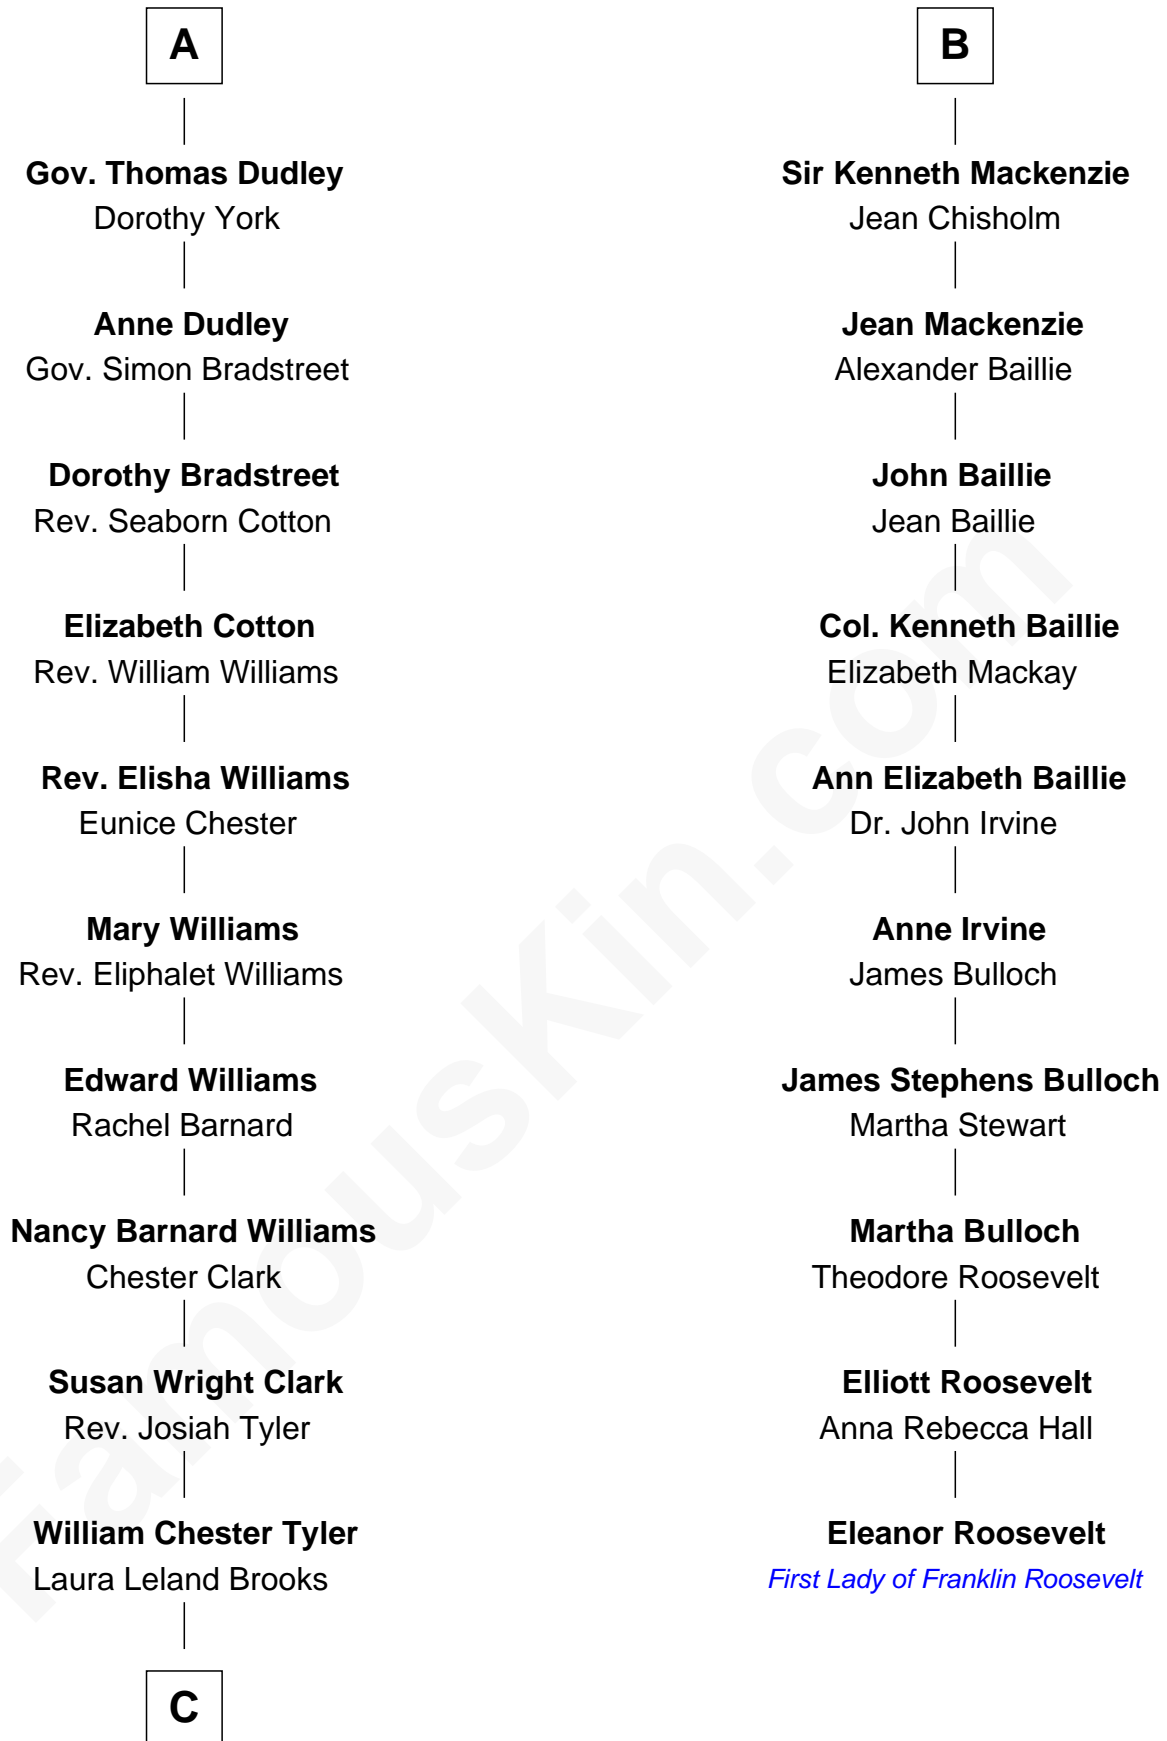 A
Gov. Thomas Dudley
Dorothy York
Anne Dudley
Gov. Simon Bradstreet
Dorothy Bradstreet
Rev. Seaborn Cotton
Elizabeth Cotton
Rev. William Williams
Rev. Elisha Williams
Eunice Chester
Mary Williams
Rev. Eliphalet Williams
Edward Williams
Rachel Barnard
Nancy Barnard Williams
Chester Clark
Susan Wright Clark
Rev. Josiah Tyler
William Chester Tyler
Laura Leland Brooks
C
B
Sir Kenneth Mackenzie
Jean Chisholm
Jean Mackenzie
Alexander Baillie
John Baillie
Jean Baillie
Col. Kenneth Baillie
Elizabeth Mackay
Ann Elizabeth Baillie
Dr. John Irvine
Anne Irvine
James Bulloch
James Stephens Bulloch
Martha Stewart
Martha Bulloch
Theodore Roosevelt
Elliott Roosevelt
Anna Rebecca Hall
Eleanor Roosevelt
First Lady of Franklin Roosevelt
FamousKin.com